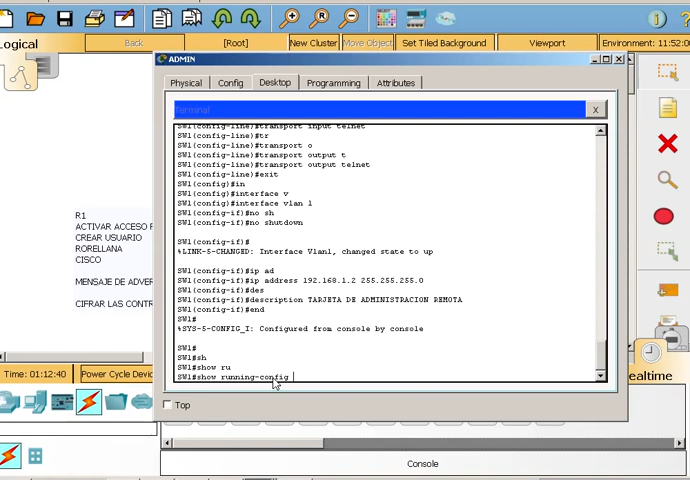 Logical
Back
[Root]
New Cluster
Move Object
Set Tiled Background
Viewport
Environment: 11:52:0
ADMIN
Physical
Config
Desktop
Programming
Attributes
Terminal
X
SW1(config-line)#transport input telnet
SW1(config-line)#tr
SW1(config-line)#transport o
SW1(config-line)#transport output t
SW1(config-line)#transport output telnet
SW1(config-line)#exit
SW1(config)#in
SW1(config)#interface v
SW1(config)#interface vlan 1
SW1(config-if)#no sh
SW1(config-if)#no shutdown
SW1(config-if)#
%LINK-5-CHANGED: Interface Vlan1, changed state to up
SW1(config-if)#ip ad
SW1(config-if)#ip address 192.168.1.2 255.255.255.0
SW1(config-if)#des
SW1(config-if)#description TARJETA DE ADMINISTRACION REMOTA
SW1(config-if)#end
SW1#
%SYS-5-CONFIG_I: Configured from console by console
SW1#
SW1#sh
SW1#show ru
SW1#show running-config
Top
R1
ACTIVAR ACCESO R
CREAR USUARIO
RORELLANA
CISCO
MENSAJE DE ADVER
CIFRAR LAS CONTR
Time: 01:12:40
Power Cycle Devic
ealtime
Console